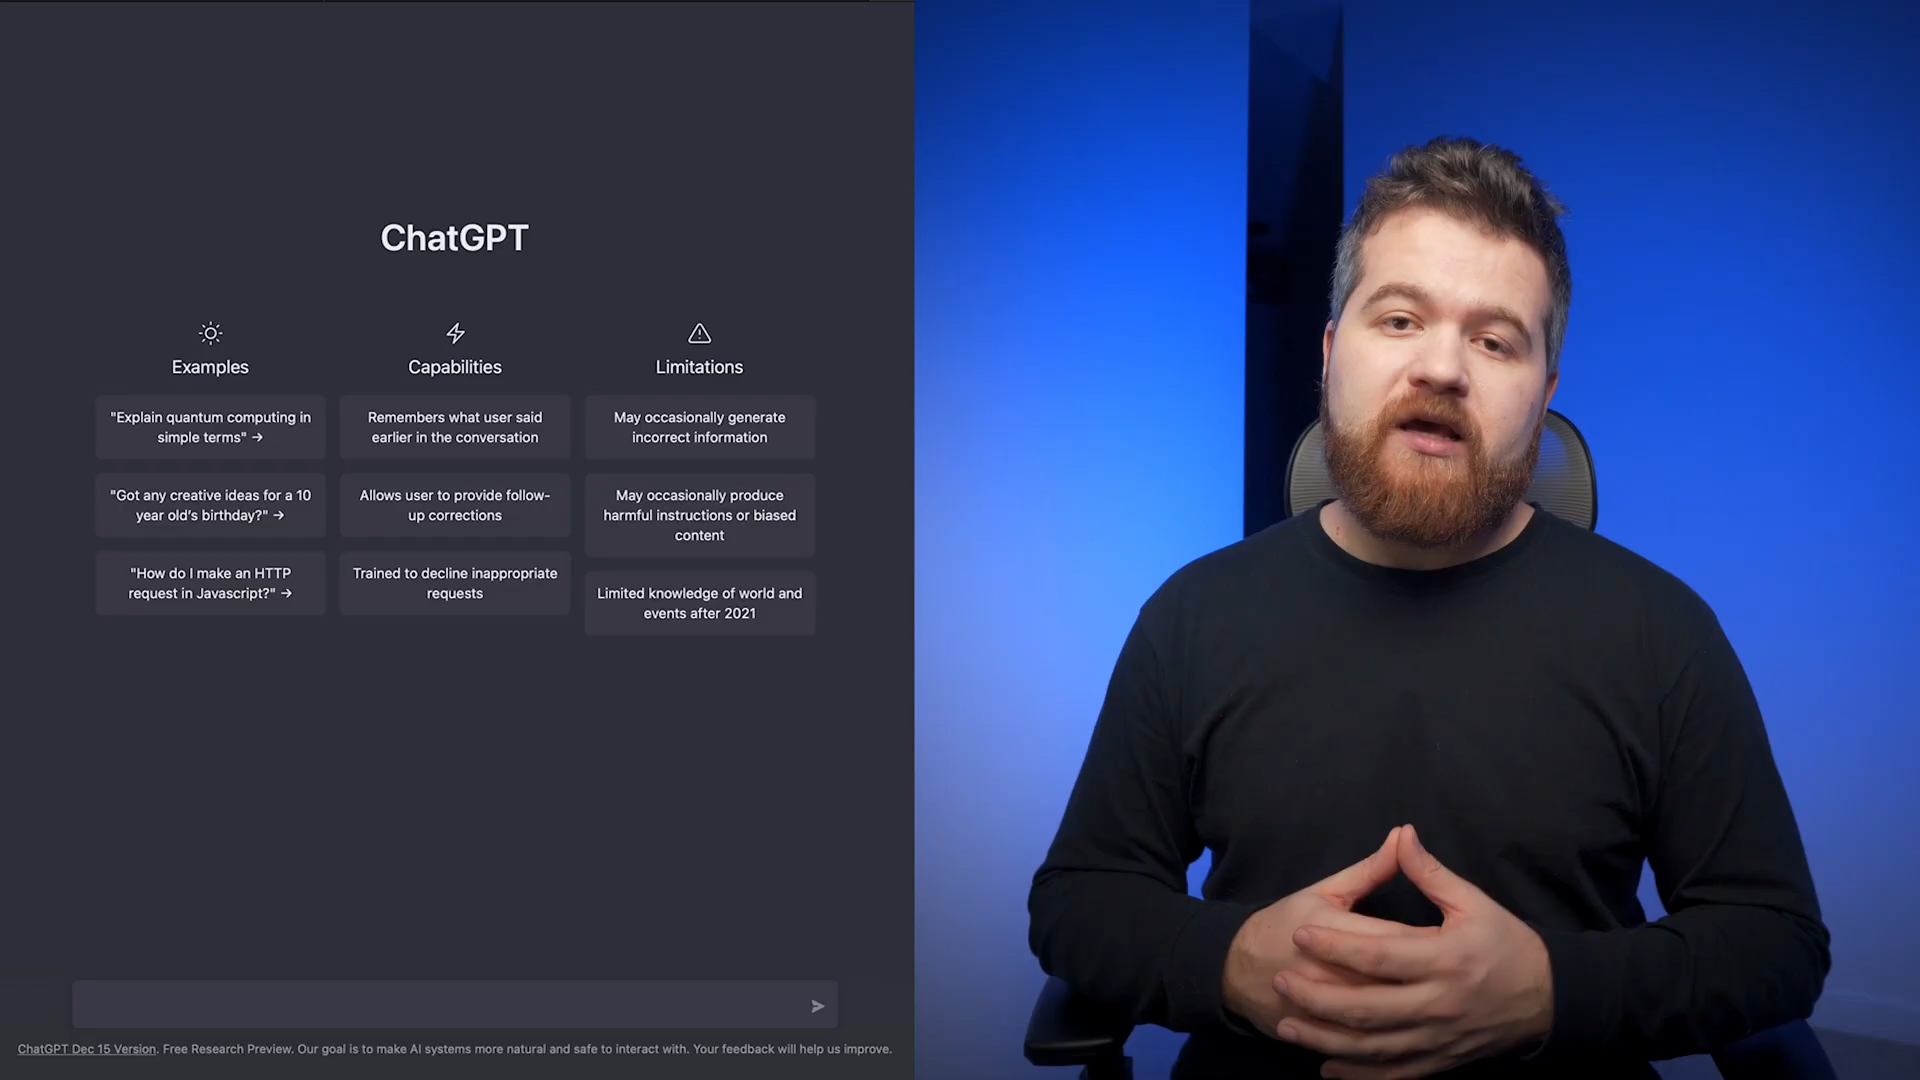 ChatGPT
Examples
"Explain quantum computing in
simple terms" →
"Got any creative ideas for a 10
year old's birthday?" →
"How do I make an HTTP
request in Javascript?" →
Capabilities
Remembers what user said
earlier in the conversation
Allows user to provide follow-
up corrections
Trained to decline inappropriate
requests
Limitations
May occasionally generate
incorrect information
May occasionally produce
harmful instructions or biased
content
Limited knowledge of world and
events after 2021
ChatGPT Dec 15 Version. Free Research Preview. Our goal is to make AI systems more natural and safe to interact with. Your feedback will help us improve.